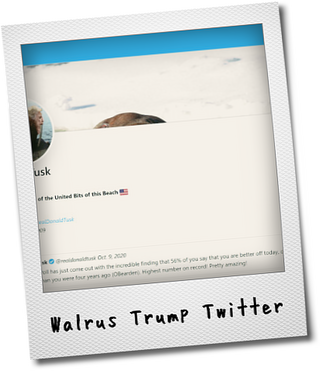 usk
of the United Bits of this Beach 🇺🇸
usk @realdonaldtusk Oct 9, 2020
oll has just come out with the incredible finding that 56% of you say that you are better off today,
an you were four years ago (OBearden). Highest number on record! Pretty amazing!
Walrus Trump Twitter